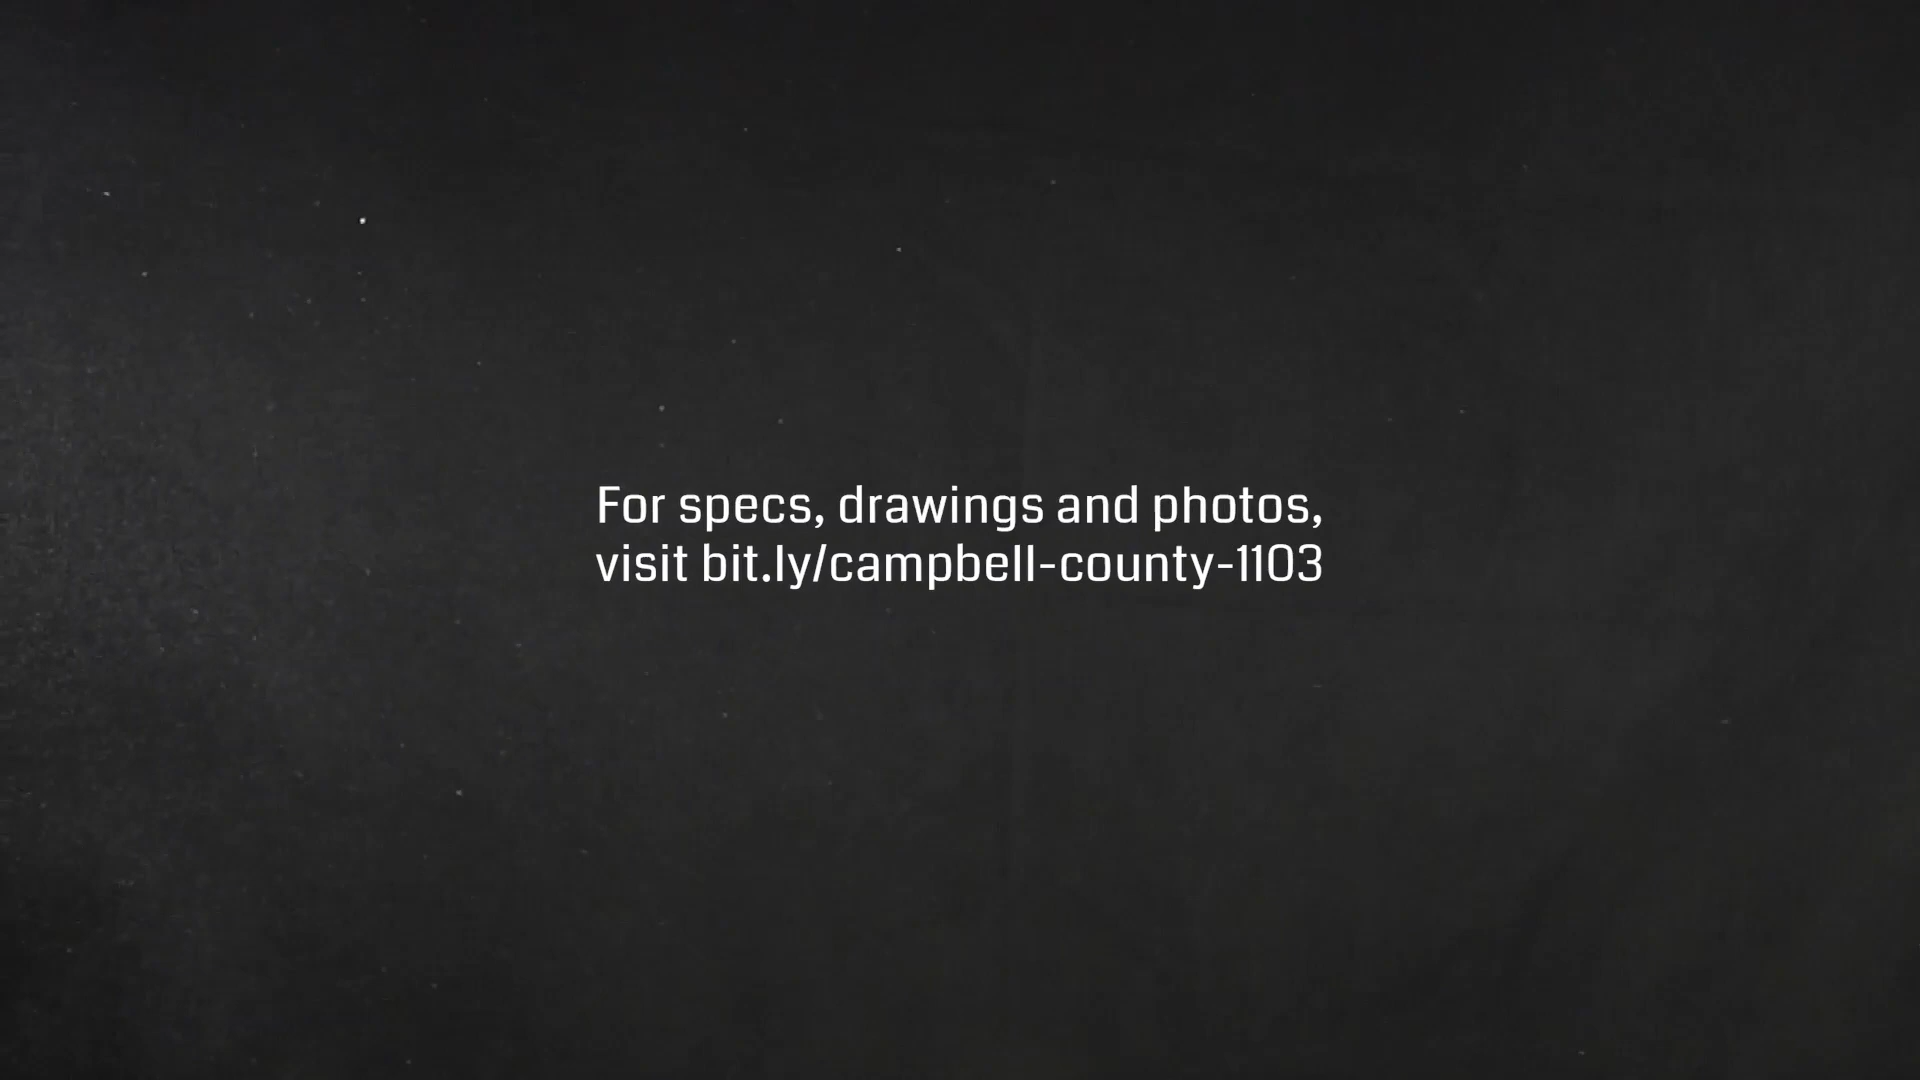 For specs, drawings and photos,
visit bit.ly/campbell-county-1103